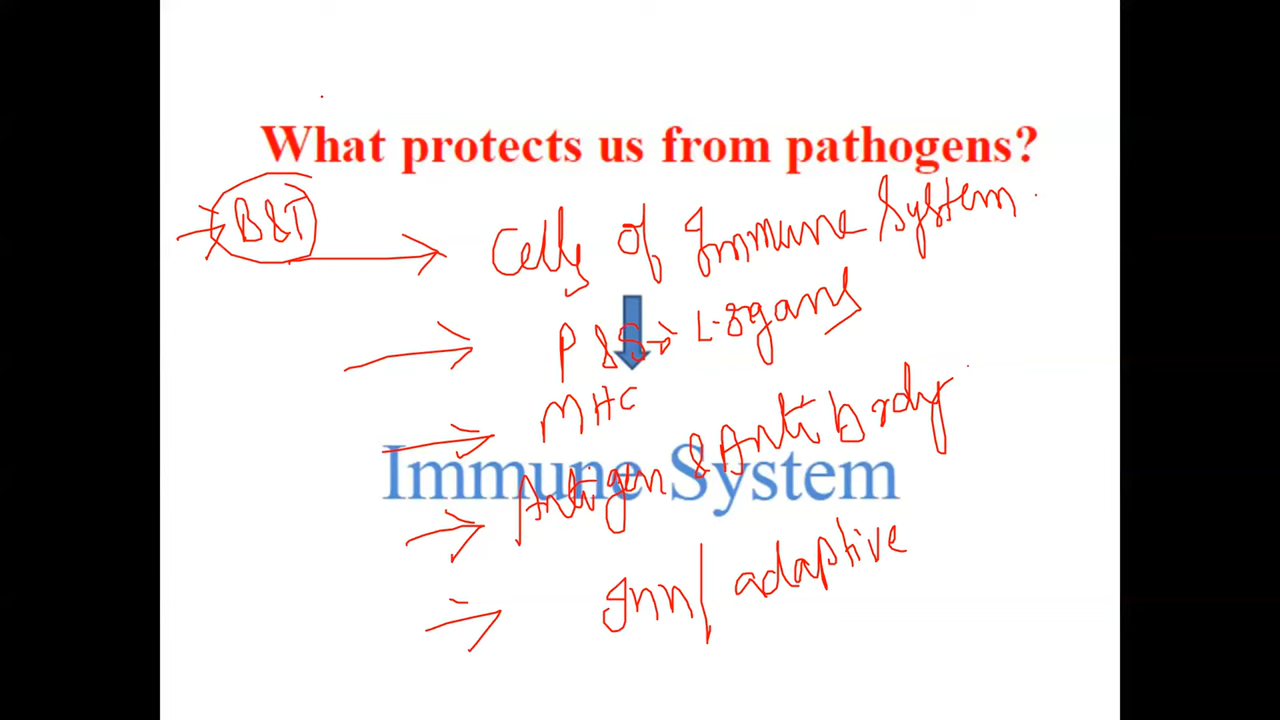 What protects us from pathogens?
B&T
Cells of Immune System
P & S → L.organs
MHC
Immune System
Antigen & Antibody
Inn/ adaptive